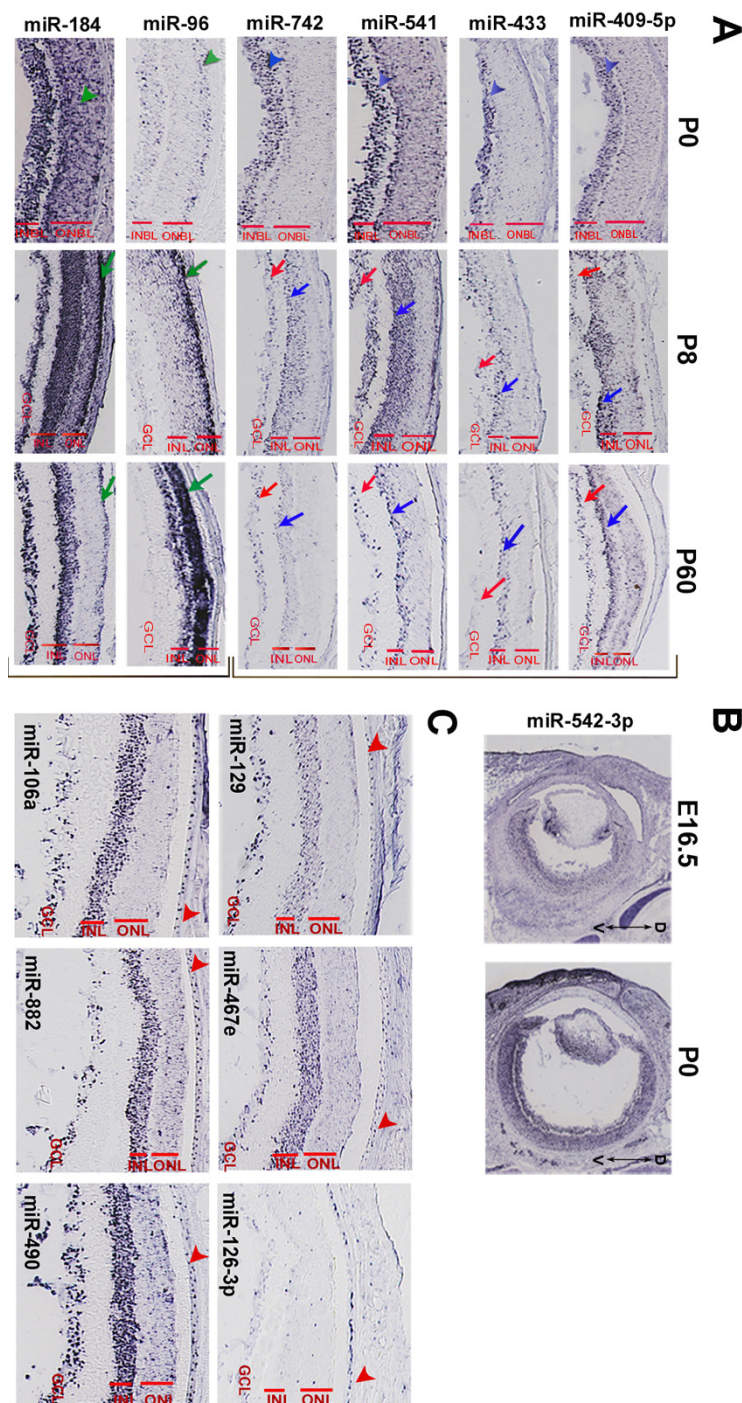 A
P0
P8
P60
miR-409-5p
ONBL
INBL
ONL
INL
GCL
ONL
INL
GCL
miR-433
ONBL
INBL
ONL
INL
GCL
ONL
INL
GCL
miR-541
ONBL
INBL
ONL
INL
GCL
ONL
INL
GCL
miR-742
ONBL
INBL
ONL
INL
GCL
ONL
INL
GCL
miR-96
ONBL
INBL
ONL
INL
GCL
ONL
INL
GCL
miR-184
ONBL
INBL
ONL
INL
GCL
ONL
INL
GCL
B
E16.5
P0
miR-542-3p
D
V
D
V
C
miR-129
ONL
INL
GCL
miR-467e
ONL
INL
GCL
miR-126-3p
ONL
INL
GCL
miR-106a
ONL
INL
GCL
miR-882
ONL
INL
GCL
miR-490
ONL
INL
GCL